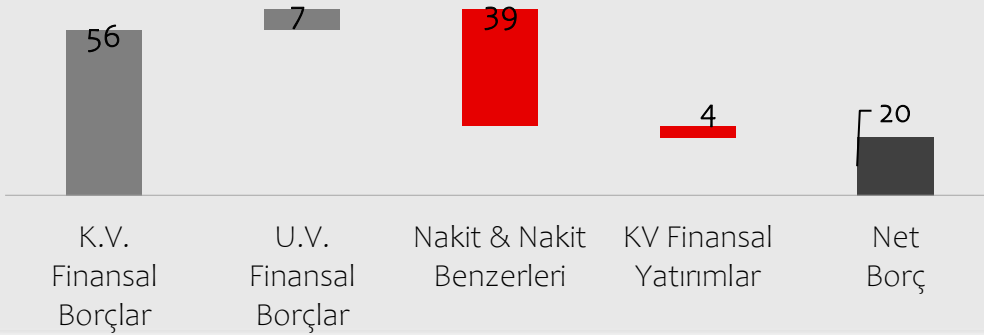 56
7
39
4
20
K.V.
Finansal
Borçlar
U.V.
Finansal
Borçlar
Nakit & Nakit
Benzerleri
KV Finansal
Yatırımlar
Net
Borç